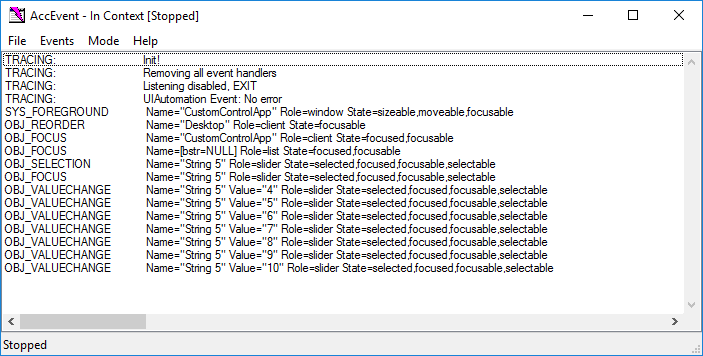 AccEvent - In Context [Stopped]
File Events Mode Help
TRACING: Init!
TRACING: Removing all event handlers
TRACING: Listening disabled, EXIT
TRACING: UIAutomation Event: No error
SYS_FOREGROUND Name="CustomControlApp" Role=window State=sizeable,moveable,focusable
OBJ_REORDER Name="Desktop" Role=client State=focusable
OBJ_FOCUS Name="CustomControlApp" Role=client State=focused,focusable
OBJ_FOCUS Name=[bstr=NULL] Role=list State=focused,focusable
OBJ_SELECTION Name="String 5" Role=slider State=selected,focused,focusable,selectable
OBJ_FOCUS Name="String 5" Role=slider State=selected,focused,focusable,selectable
OBJ_VALUECHANGE Name="String 5" Value="4" Role=slider State=selected,focused,focusable,selectable
OBJ_VALUECHANGE Name="String 5" Value="5" Role=slider State=selected,focused,focusable,selectable
OBJ_VALUECHANGE Name="String 5" Value="6" Role=slider State=selected,focused,focusable,selectable
OBJ_VALUECHANGE Name="String 5" Value="7" Role=slider State=selected,focused,focusable,selectable
OBJ_VALUECHANGE Name="String 5" Value="8" Role=slider State=selected,focused,focusable,selectable
OBJ_VALUECHANGE Name="String 5" Value="9" Role=slider State=selected,focused,focusable,selectable
OBJ_VALUECHANGE Name="String 5" Value="10" Role=slider State=selected,focused,focusable,selectable
Stopped